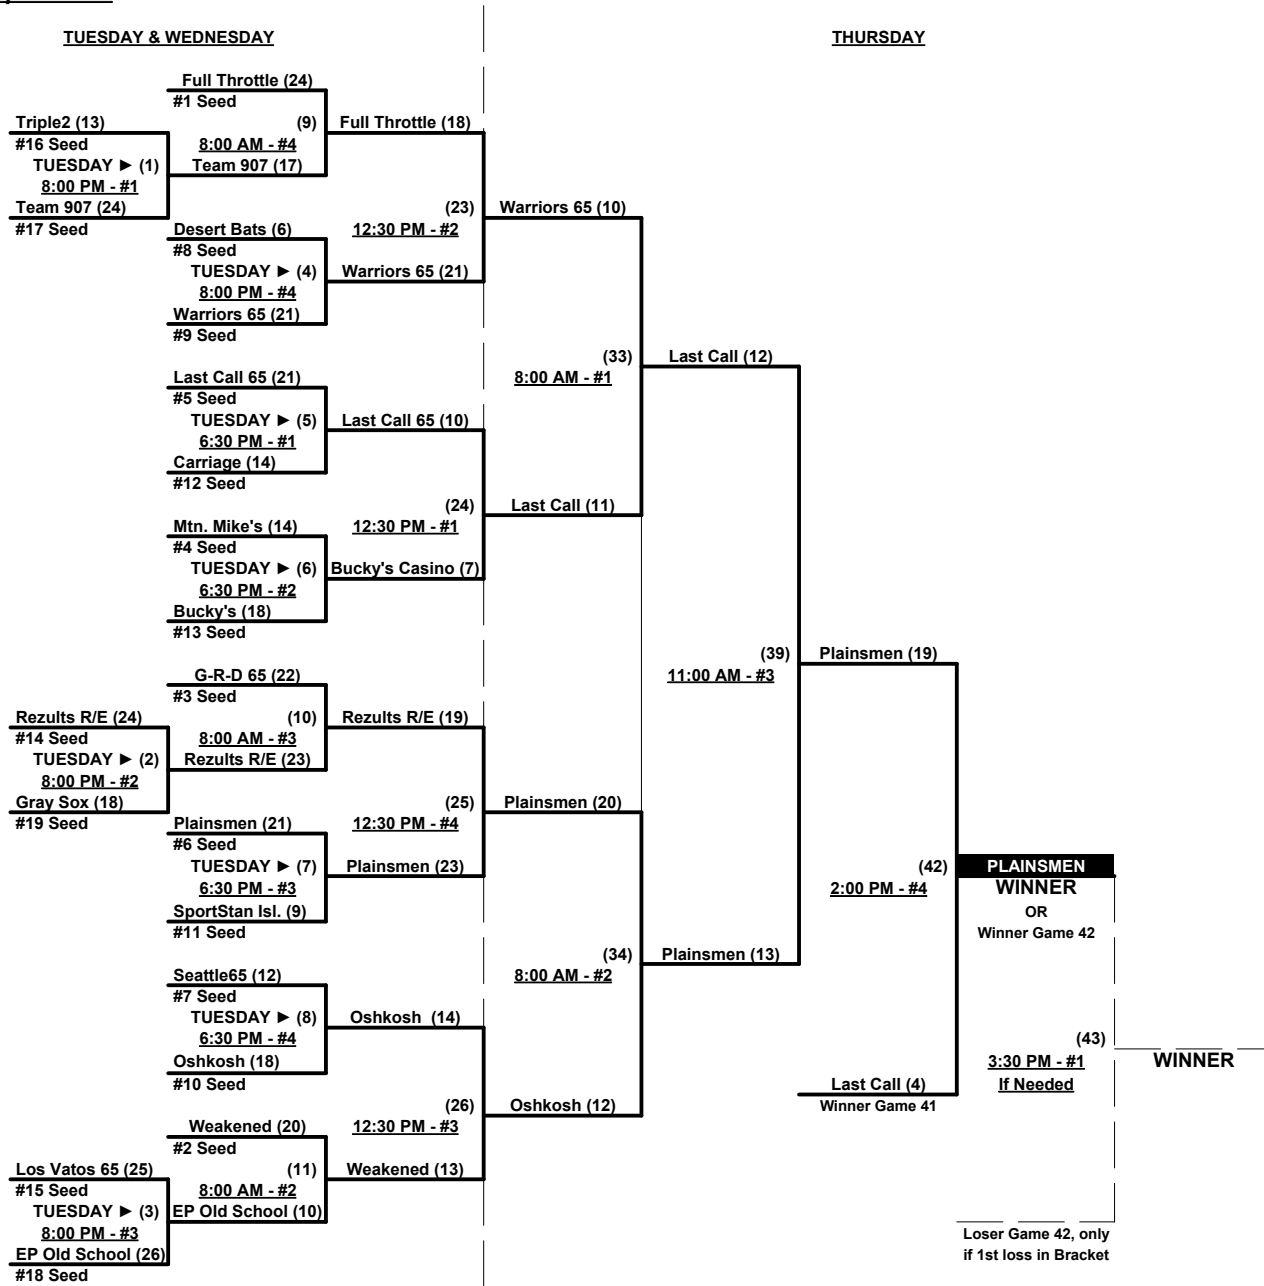 TUESDAY & WEDNESDAY
THURSDAY
Full Throttle (24)
#1 Seed
Triple2 (13)
(9)
Full Throttle (18)
#16 Seed
8:00 AM - #4
TUESDAY ► (1)
Team 907 (17)
8:00 PM - #1
Team 907 (24)
(23)
Warriors 65 (10)
#17 Seed
Desert Bats (6)
12:30 PM - #2
#8 Seed
TUESDAY ► (4)
Warriors 65 (21)
8:00 PM - #4
Warriors 65 (21)
#9 Seed
(33)
Last Call (12)
Last Call 65 (21)
8:00 AM - #1
#5 Seed
TUESDAY ► (5)
Last Call 65 (10)
6:30 PM - #1
Carriage (14)
#12 Seed
(24)
Last Call (11)
Mtn. Mike's (14)
12:30 PM - #1
#4 Seed
TUESDAY ► (6)
Bucky's Casino (7)
6:30 PM - #2
Bucky's (18)
#13 Seed
(39)
Plainsmen (19)
G-R-D 65 (22)
11:00 AM - #3
#3 Seed
Rezults R/E (24)
(10)
Rezults R/E (19)
#14 Seed
8:00 AM - #3
TUESDAY ► (2)
Rezults R/E (23)
8:00 PM - #2
Gray Sox (18)
(25)
Plainsmen (20)
#19 Seed
Plainsmen (21)
12:30 PM - #4
#6 Seed
TUESDAY ► (7)
Plainsmen (23)
(42)
PLAINSMEN
6:30 PM - #3
2:00 PM - #4
WINNER
SportStan Isl. (9)
OR
#11 Seed
Winner Game 42
(34)
Plainsmen (13)
Seattle65 (12)
8:00 AM - #2
#7 Seed
TUESDAY ► (8)
Oshkosh (14)
6:30 PM - #4
(43)
Oshkosh (18)
3:30 PM - #1
WINNER
#10 Seed
Last Call (4)
If Needed
(26)
Oshkosh (12)
Winner Game 41
Weakened (20)
12:30 PM - #3
#2 Seed
Los Vatos 65 (25)
(11)
Weakened (13)
#15 Seed
8:00 AM - #2
TUESDAY ► (3)
EP Old School (10)
8:00 PM - #3
Loser Game 42, only
EP Old School (26)
if 1st loss in Bracket
#18 Seed